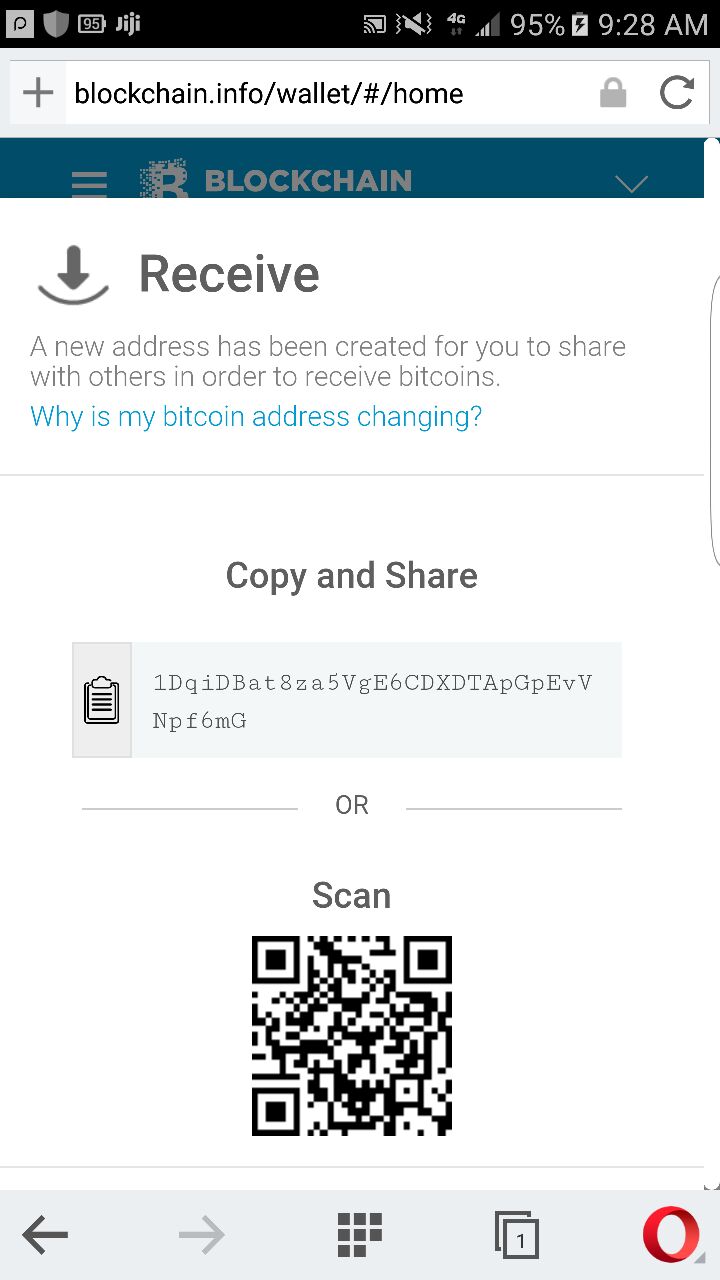 95 Jiji 4G 95% 9:28 AM
blockchain.info/wallet/#/home
BLOCKCHAIN
Receive
A new address has been created for you to share
with others in order to receive bitcoins.
Why is my bitcoin address changing?
Copy and Share
1DqiDBat8za5VgE6CDXDTApGpEvV
Npf6mG
OR
Scan
1